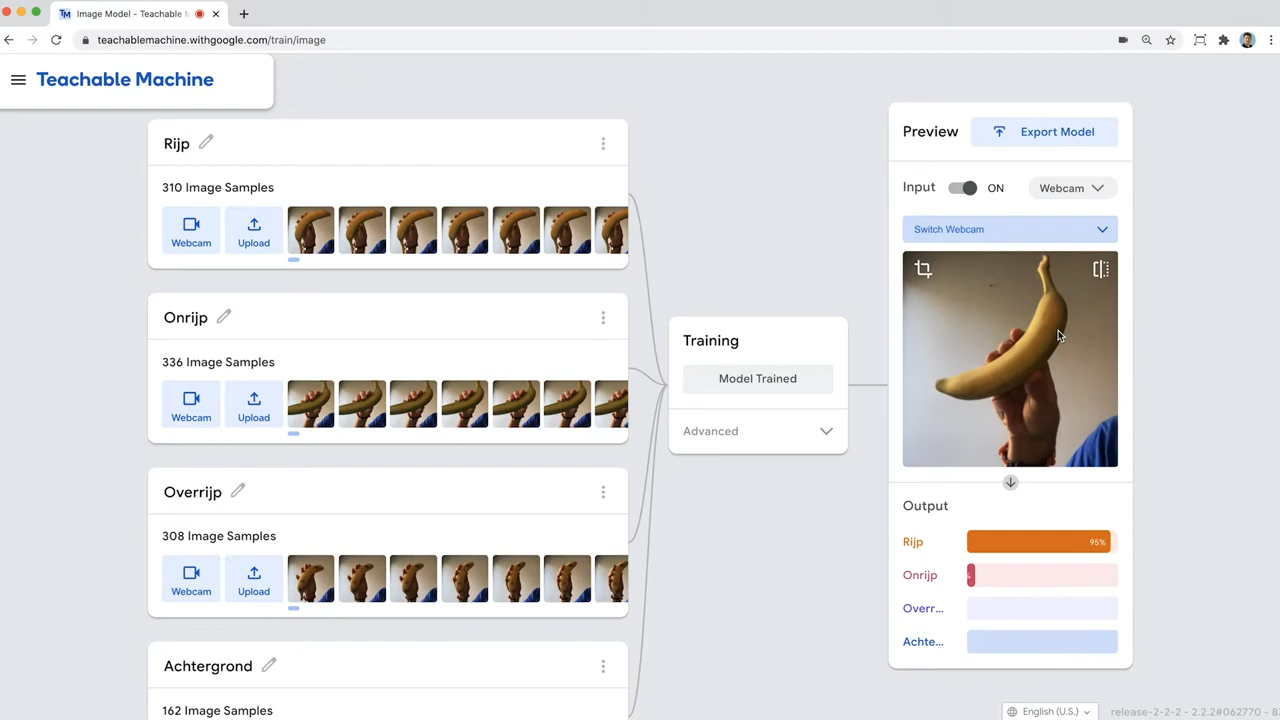 Image Model - Teachable M
teachablemachine.withgoogle.com/train/image
Teachable Machine
Rijp
310 Image Samples
Webcam
Upload
Onrijp
336 Image Samples
Webcam
Upload
Overrijp
308 Image Samples
Webcam
Upload
Achtergrond
162 Image Samples
Training
Model Trained
Advanced
Preview
Export Model
Input
ON
Webcam
Switch Webcam
Output
Rijp
95%
Onrijp
Overr...
Achte...
English (U.S.)
release-2-2-2 - 2.2.2#062770 - 8